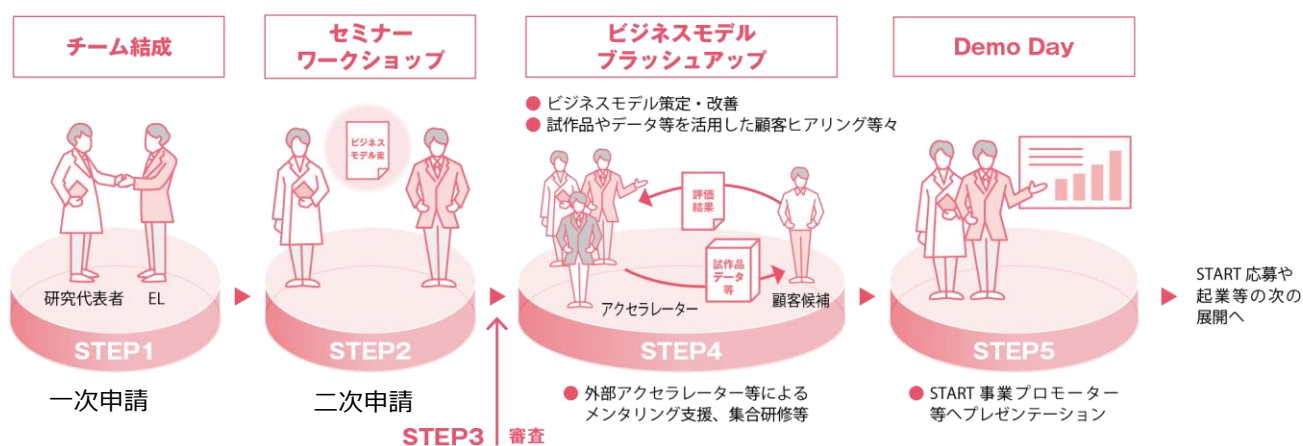 チーム結成
セミナー
ワークショップ
ビジネスモデル
ブラッシュアップ
Demo Day
● ビジネスモデル策定・改善
● 試作品やデータ等を活用した顧客ヒアリング等々
ビジネス
モデル案
評価
結果
試作品
データ
等
研究代表者
EL
アクセラレーター
顧客候補
START 応募や
起業等の次の
展開へ
STEP1
STEP2
STEP4
STEP5
一次申請
二次申請
STEP3
審査
● 外部アクセラレーター等による
メンタリング支援、集合研修等
● START 事業プロモーター
等へプレゼンテーション